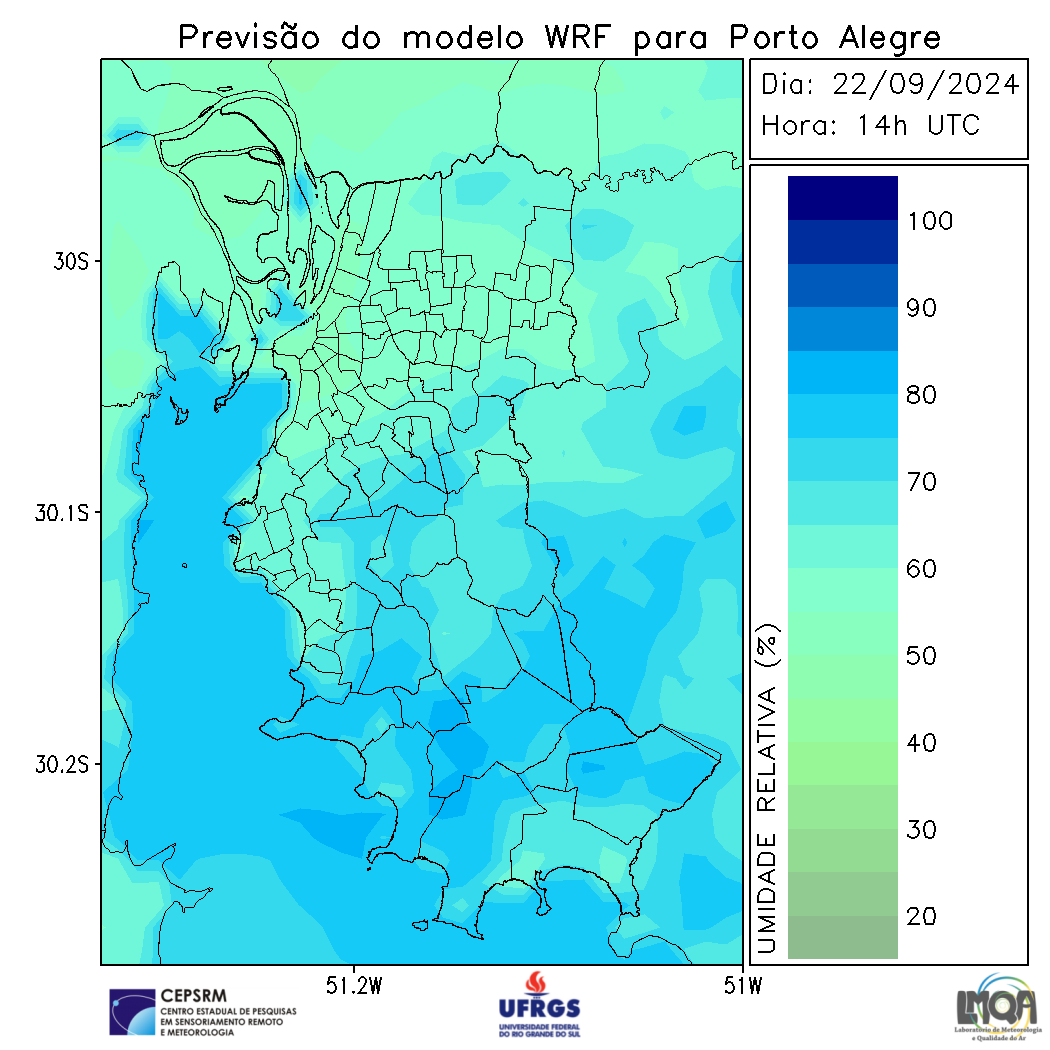 Previsão do modelo WRF para Porto Alegre
Dia: 22/09/2024
Hora: 14h UTC
100
90
80
70
60
50
40
30
20
UMIDADE RELATIVA (%)
30S
30.1S
30.2S
51.2W
51W
CEPSRM
CENTRO ESTADUAL DE PESQUISAS
EM SENSORIAMENTO REMOTO
E METEOROLOGIA
UFRGS
UNIVERSIDADE FEDERAL
DO RIO GRANDE DO SUL
LMQA
Laboratório de Meteorologia
e Qualidade do Ar